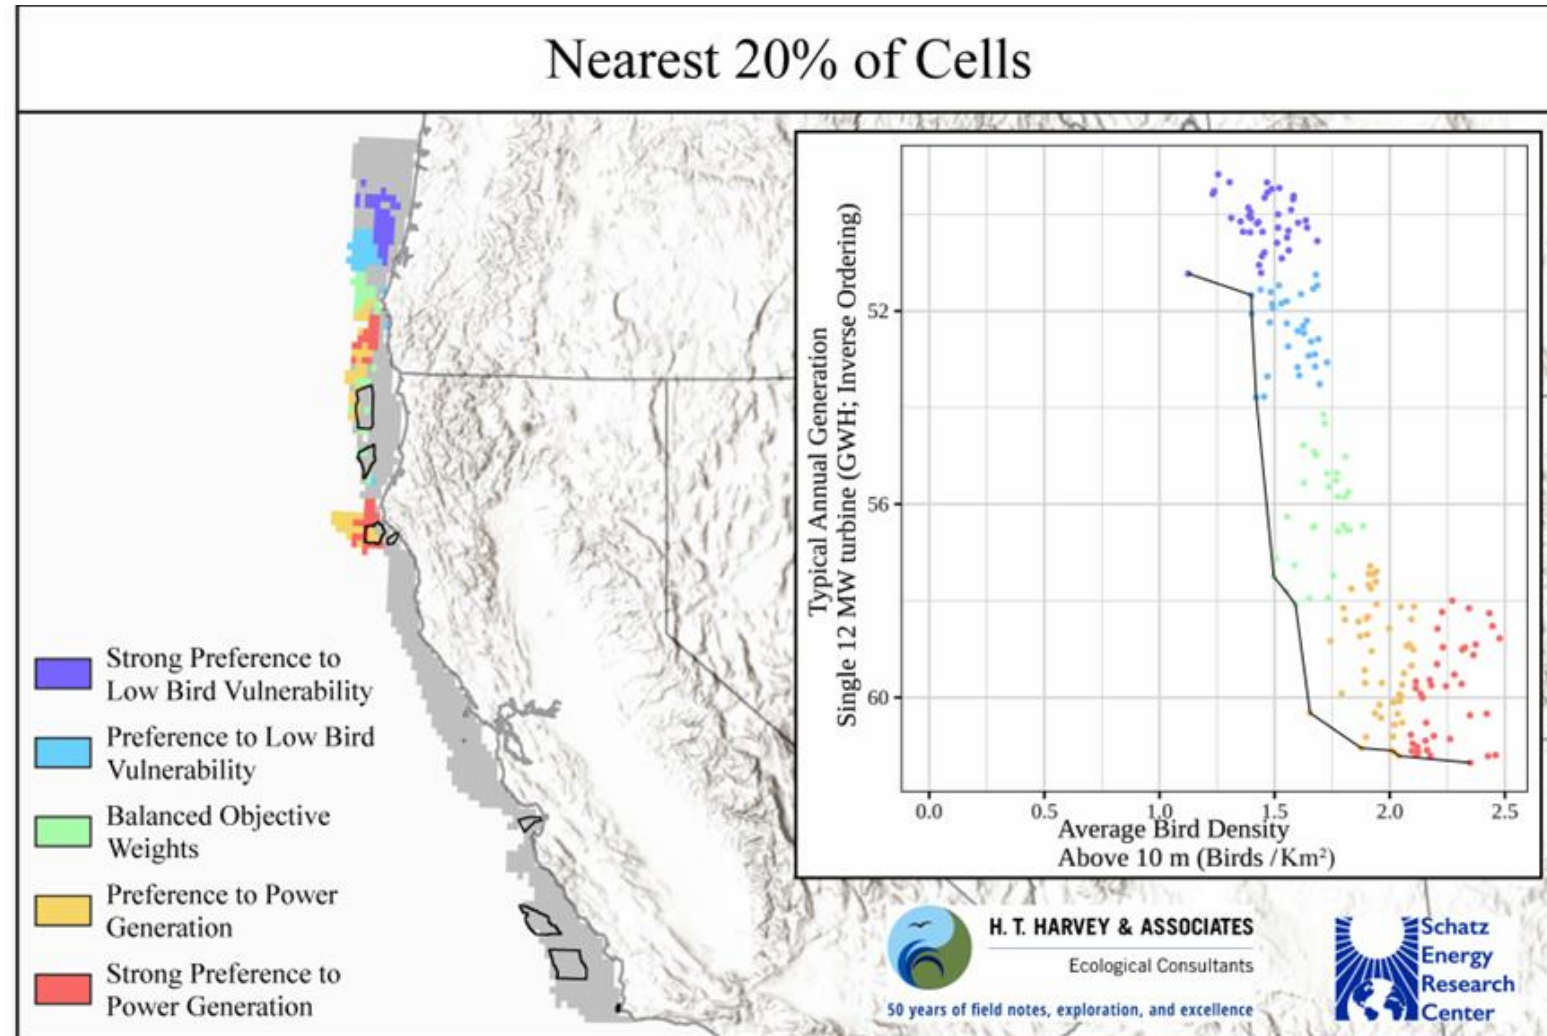 Nearest 20% of Cells
Strong Preference to
Low Bird Vulnerability
Preference to Low Bird
Vulnerability
Balanced Objective
Weights
Preference to Power
Generation
Strong Preference to
Power Generation
Typical Annual Generation
Single 12 MW turbine (GWH; Inverse Ordering)
52
56
60
0.0
0.5
1.0
1.5
2.0
2.5
Average Bird Density
Above 10 m (Birds /Km²)
H. T. HARVEY & ASSOCIATES
Ecological Consultants
50 years of field notes, exploration, and excellence
Schatz
Energy
Research
Center